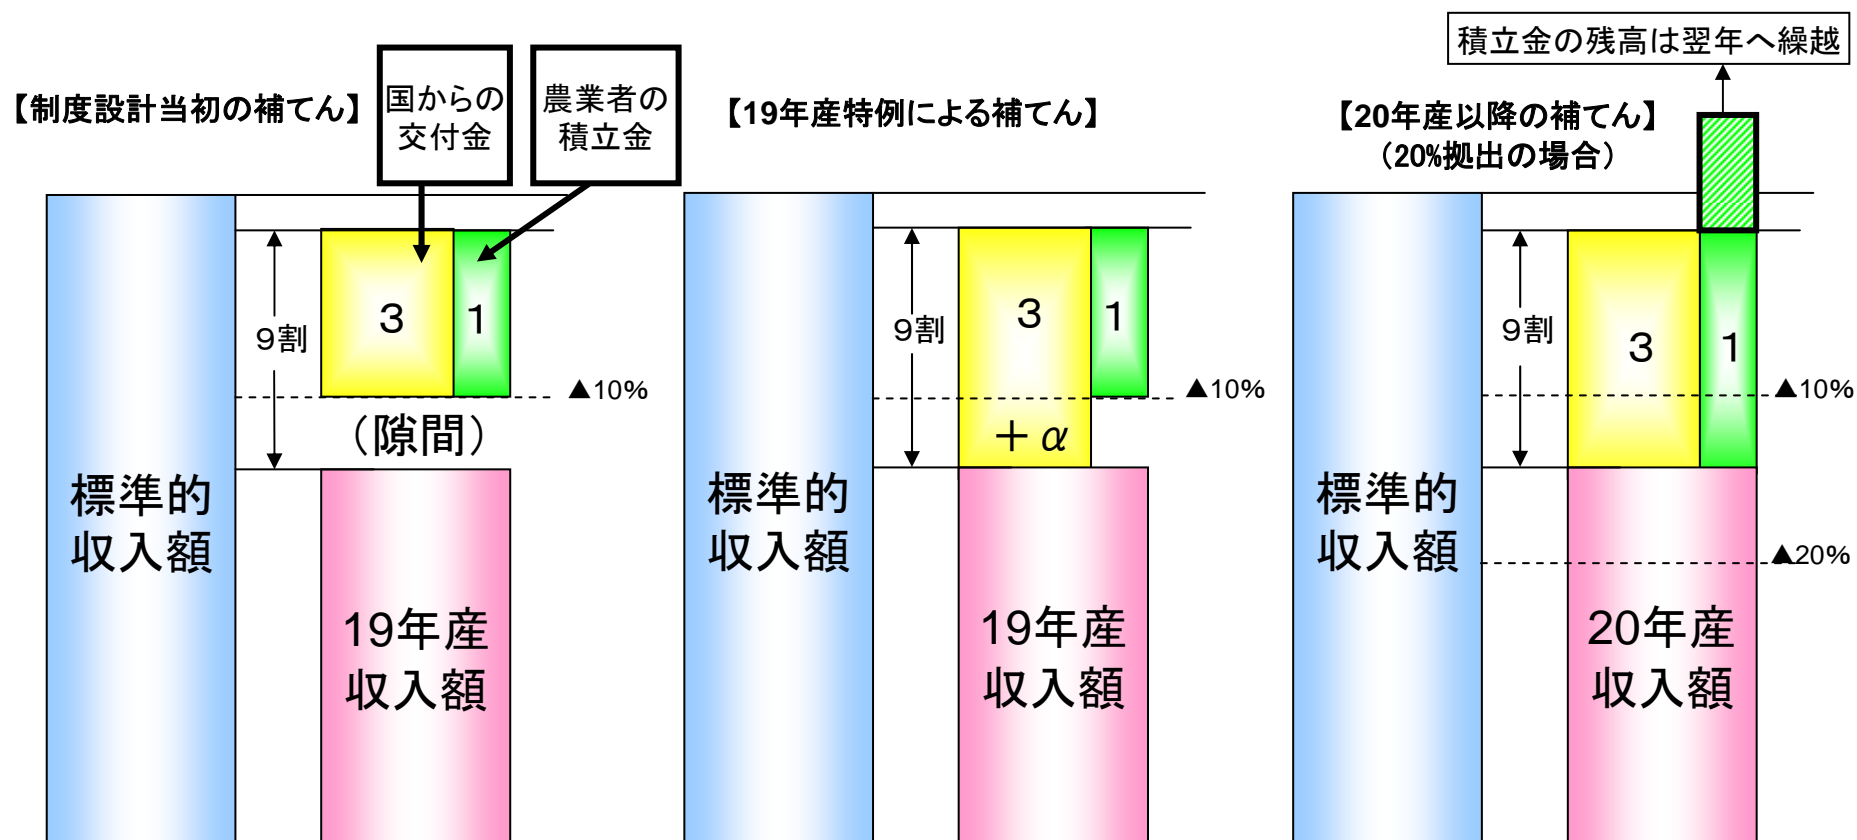 【制度設計当初の補てん】
国からの
交付金
農業者の
積立金
3
1
９割
▲10%
（隙間）
標準的
収入額
19年産
収入額
【19年産特例による補てん】
3
1
９割
▲10%
＋α
標準的
収入額
19年産
収入額
積立金の残高は翌年へ繰越
【20年産以降の補てん】
（20%拠出の場合）
９割
3
1
▲10%
標準的
収入額
▲20%
20年産
収入額